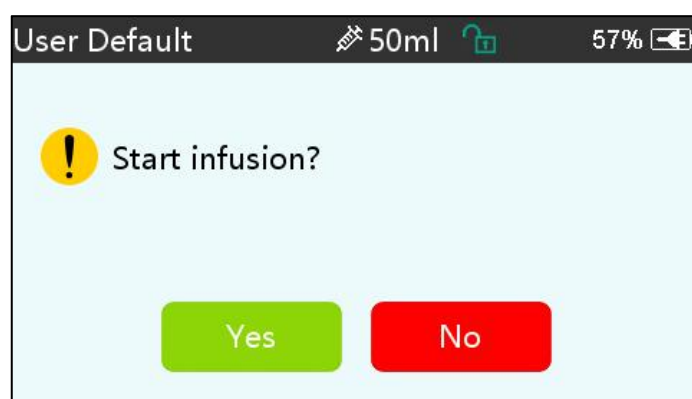 User Default 50ml 57%
Start infusion?
Yes No